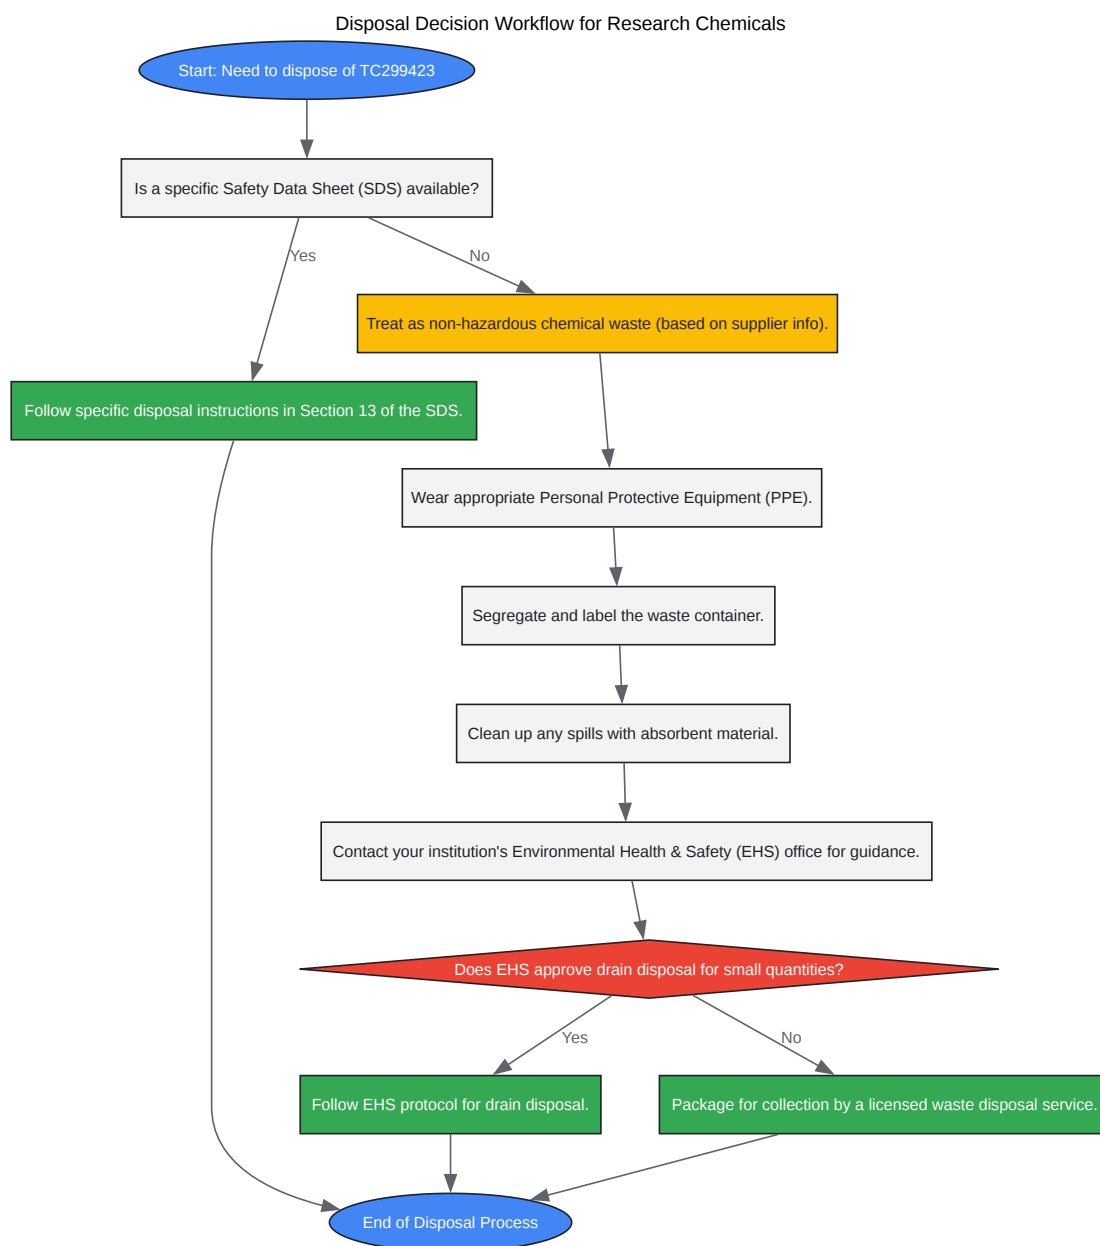 Disposal Decision Workflow for Research Chemicals
Start: Need to dispose of TC299423
Is a specific Safety Data Sheet (SDS) available?
Yes
No
Treat as non-hazardous chemical waste (based on supplier info).
Follow specific disposal instructions in Section 13 of the SDS.
Wear appropriate Personal Protective Equipment (PPE).
Segregate and label the waste container.
Clean up any spills with absorbent material.
Contact your institution's Environmental Health & Safety (EHS) office for guidance.
Does EHS approve drain disposal for small quantities?
Yes
No
Follow EHS protocol for drain disposal.
Package for collection by a licensed waste disposal service.
End of Disposal Process